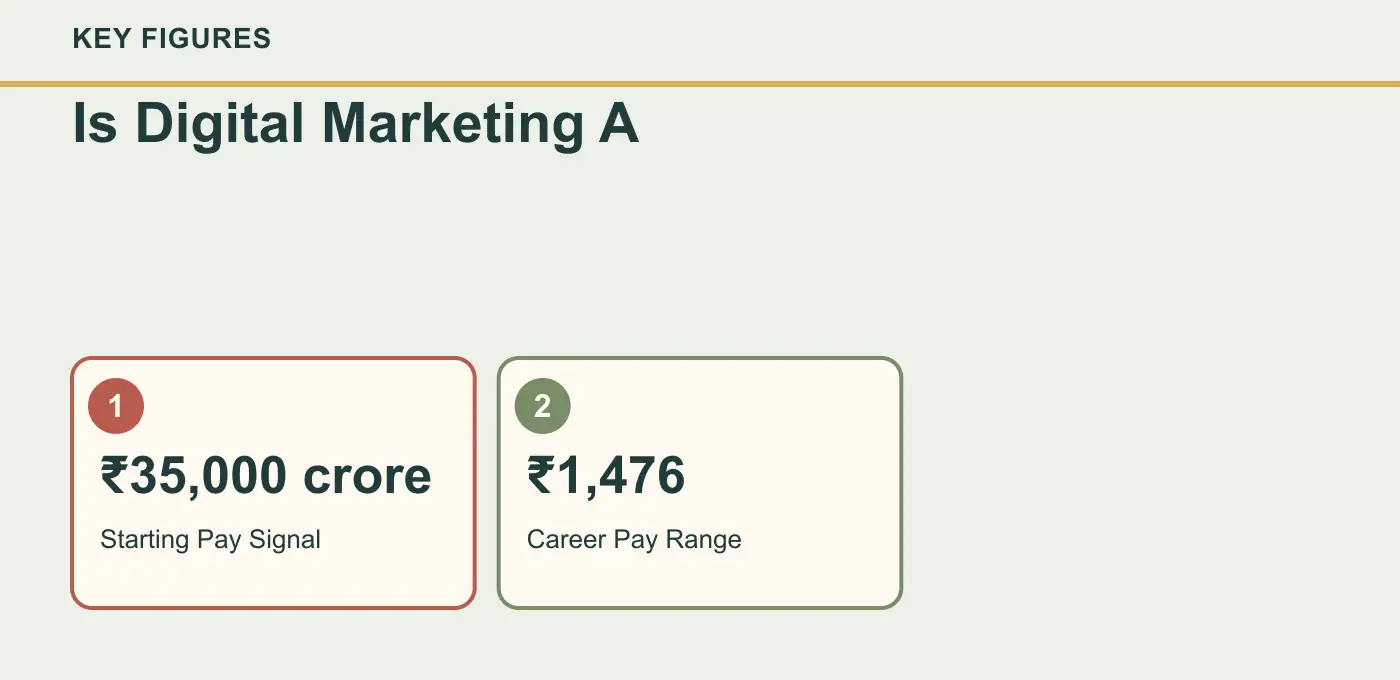 KEY FIGURES
Is Digital Marketing A
1
₹35,000 crore
Starting Pay Signal
2
₹1,476
Career Pay Range